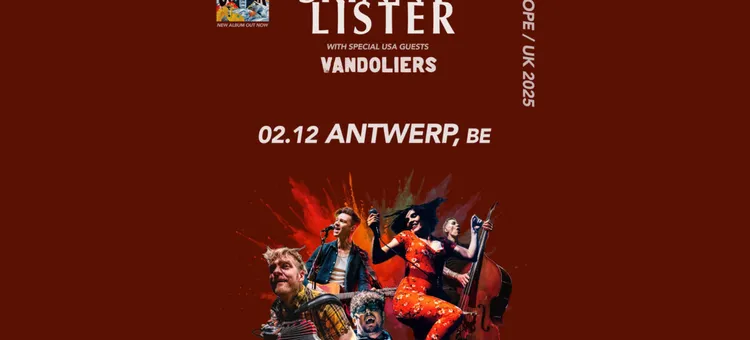 LISTER
NEW ALBUM OUT NOW
WITH SPECIAL USA GUESTS
VANDOLIERS
OPE / UK 2025
02.12 ANTWERP, BE